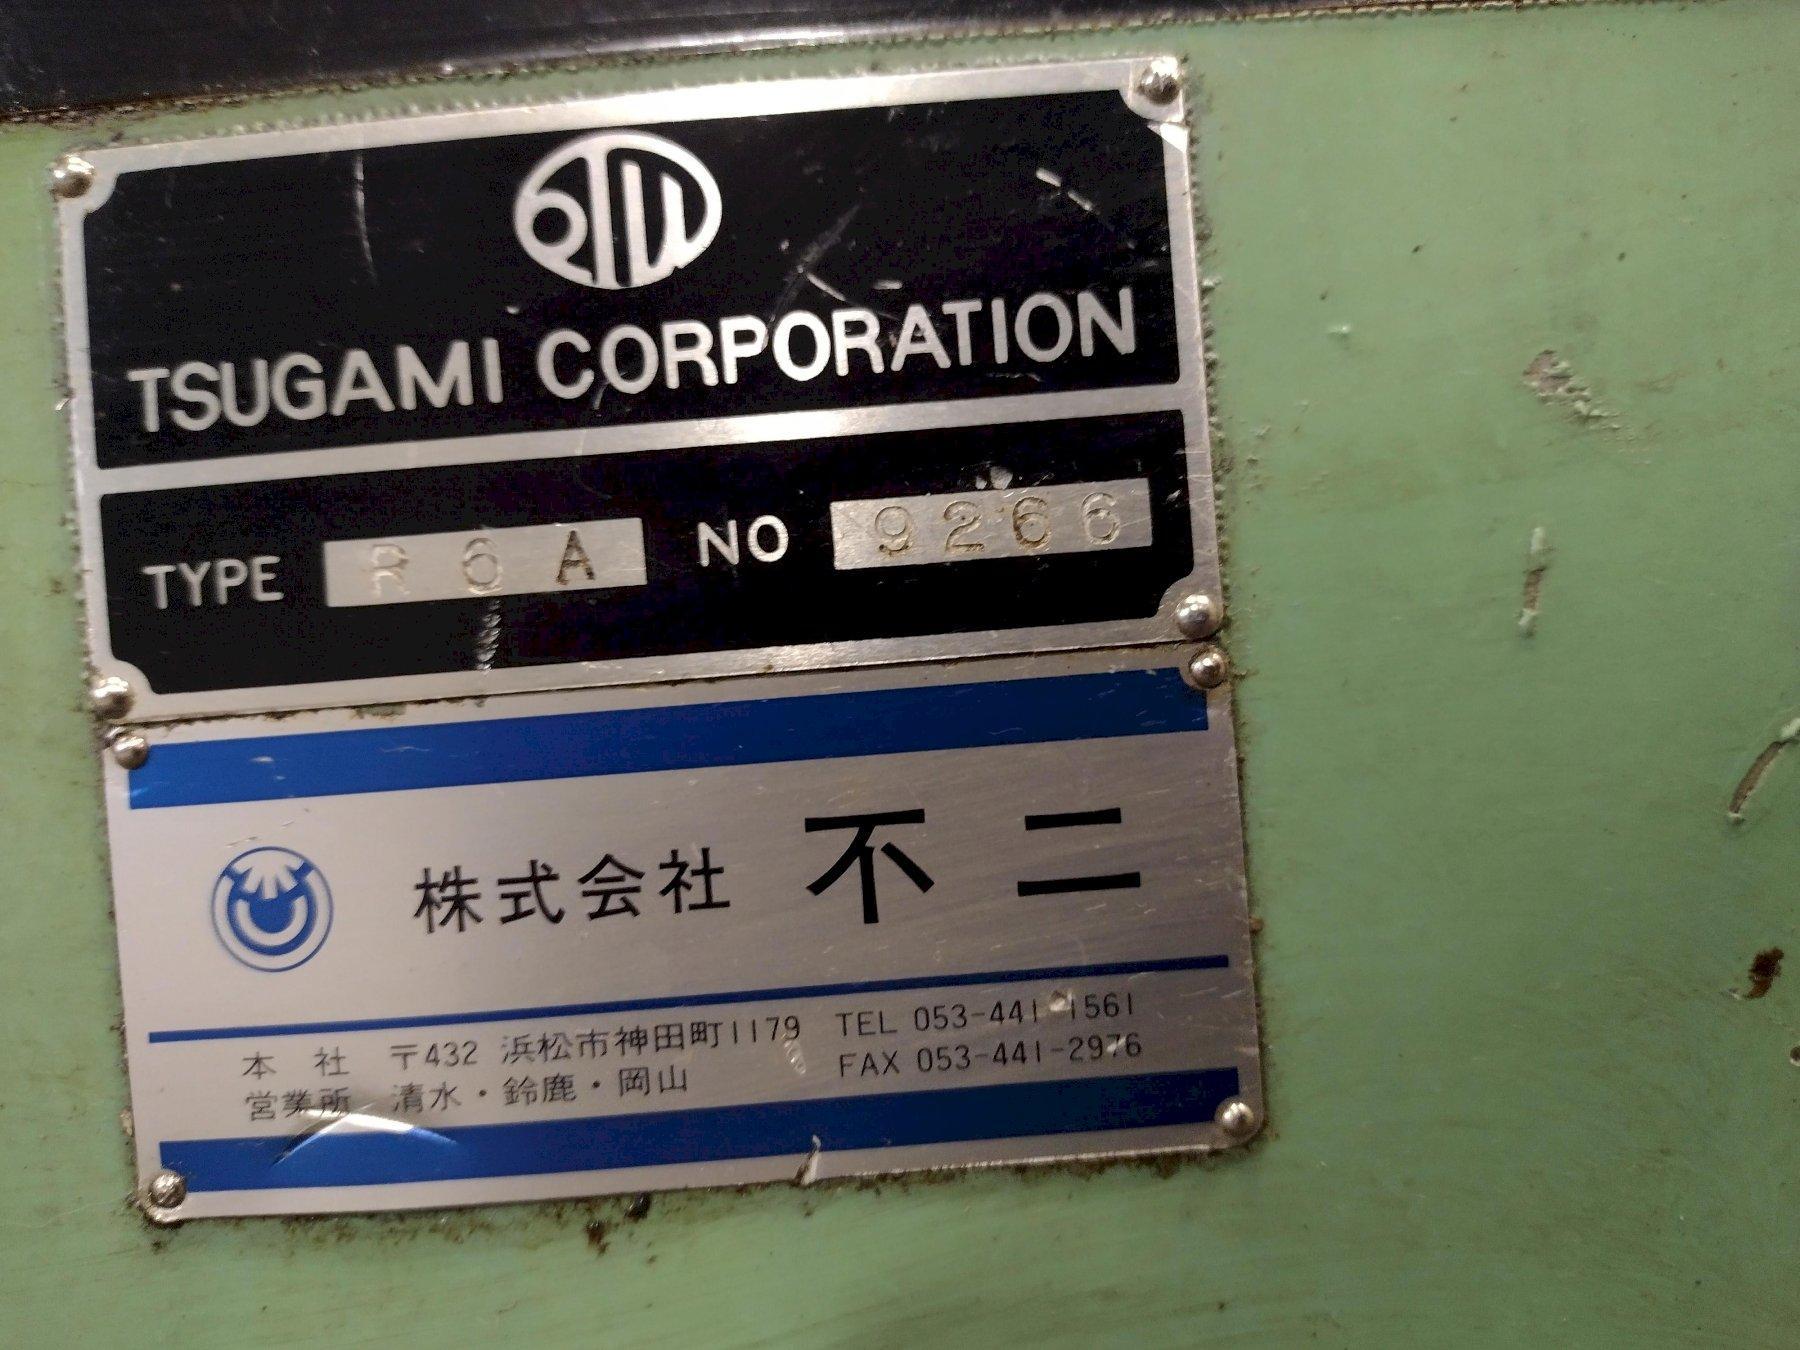 TSUGAMI CORPORATION
TYPE R6A NO 9266
株式会社 不二
本社 〒432 浜松市神田町1179 TEL 053-441-1561
営業所 清水・鈴鹿・岡山 FAX 053-441-2976